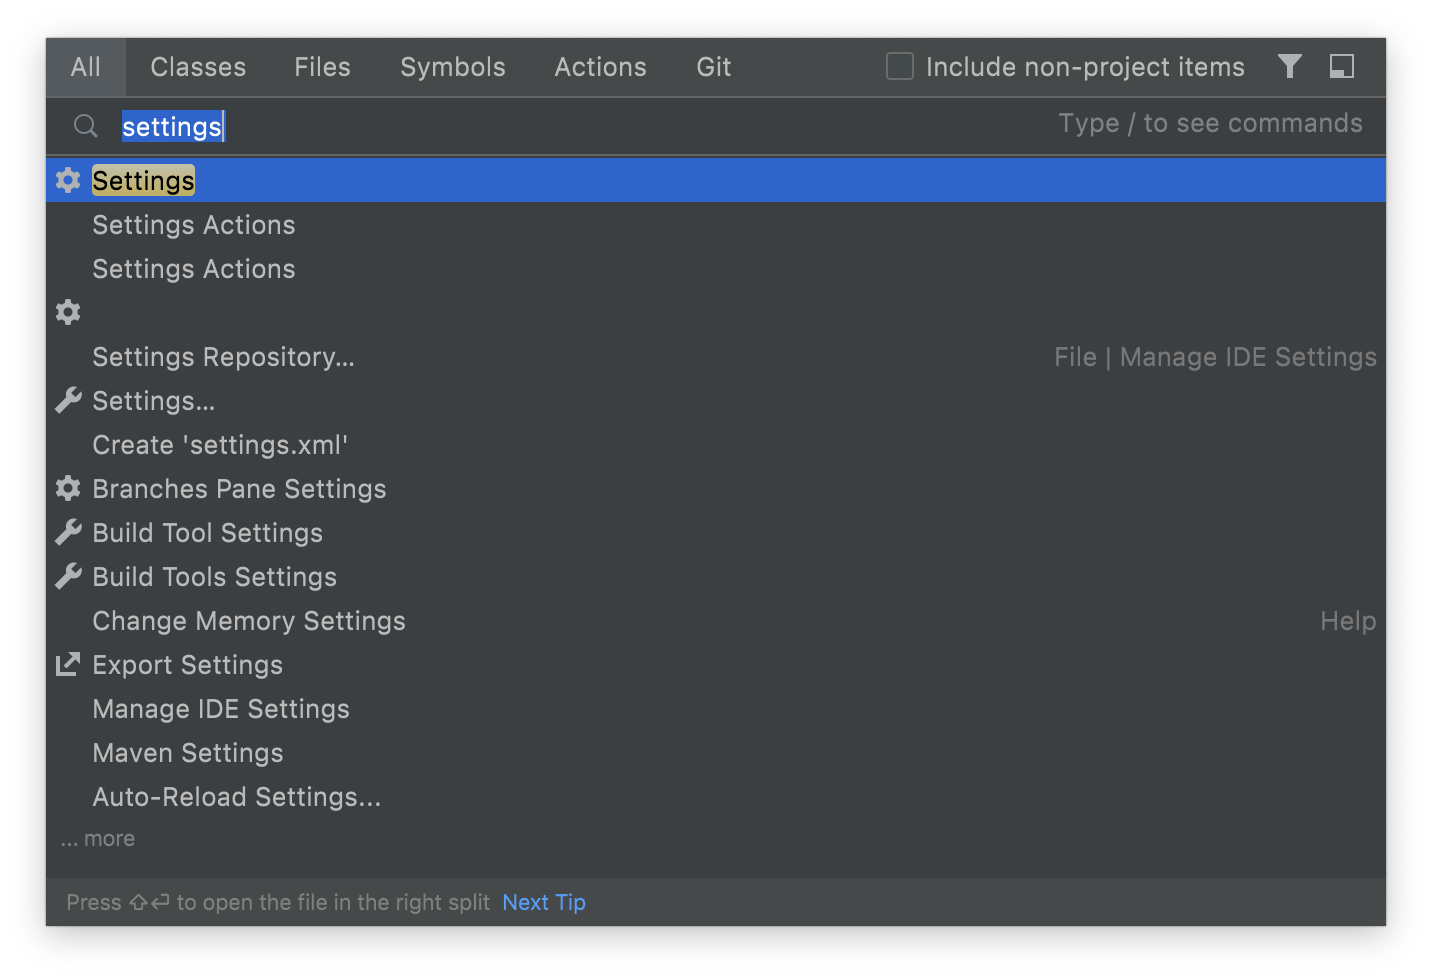 All Classes Files Symbols Actions Git Include non-project items
settings Type / to see commands
Settings
Settings Actions
Settings Actions
Settings Repository... File | Manage IDE Settings
Settings...
Create 'settings.xml'
Branches Pane Settings
Build Tool Settings
Build Tools Settings
Change Memory Settings Help
Export Settings
Manage IDE Settings
Maven Settings
Auto-Reload Settings...
... more
Press ⇧⏎ to open the file in the right split Next Tip